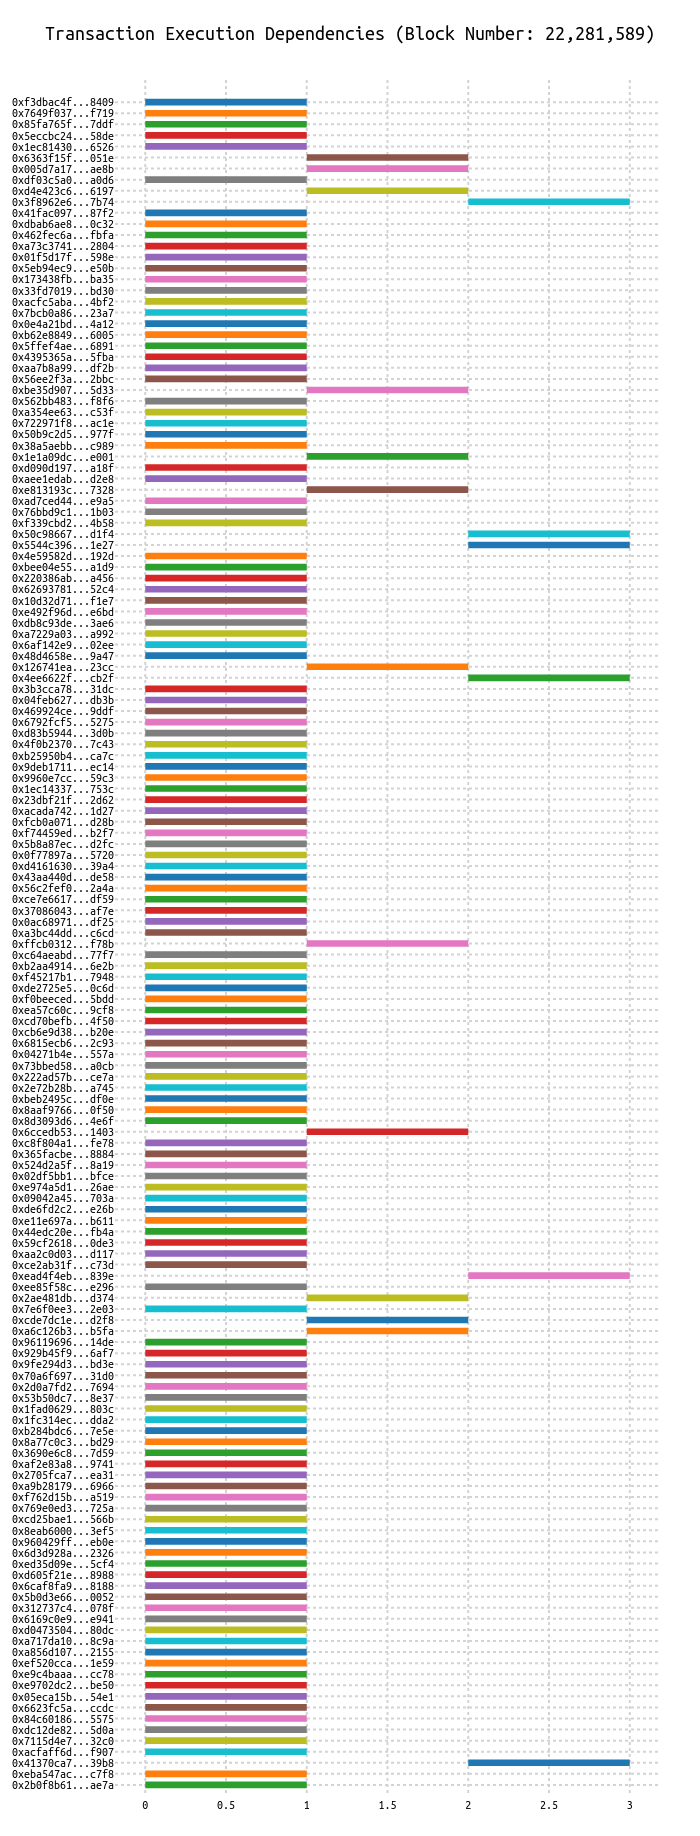 Transaction Execution Dependencies (Block Number: 22,281,589)
0xf3dbac4f...8409
0x7649f037...f719
0x85fa765f...7ddf
0x5eccbc24...58de
0x1ec81430...6526
0x6363f15f...051e
0x005d7a17...ae8b
0xdf03c5a0...a0d6
0xd4e423c6...6197
0x3f8962e6...7b74
0x41fac097...87f2
0xdbab6ae8...0c32
0x462fec6a...fbfa
0xa73c3741...2804
0x01f5d17f...598e
0x5eb94ec9...e50b
0x173438fb...ba35
0x33fd7019...bd30
0xacfc5aba...4bf2
0x7bcb0a86...23a7
0x0e4a21bd...4a12
0xb62e8849...6005
0x5ffef4ae...6891
0x4395365a...5fba
0xaa7b8a99...df2b
0x56ee2f3a...2bbc
0xbe35d907...5d33
0x562bb483...f8f6
0xa354ee63...c53f
0x722971f8...ac1e
0x50b9c2d5...977f
0x38a5aebb...c989
0x1e1a09dc...e001
0xd090d197...a18f
0xaee1edab...d2e8
0xe813193c...7328
0xad7ced44...e9a5
0x76bbd9c1...1b03
0xf339cbd2...4b58
0x50c98667...d1f4
0x5544c396...1e27
0x4e59582d...192d
0xbee04e55...a1d9
0x220386ab...a456
0x62693781...52c4
0x10d32d71...f1e7
0xe492f96d...e6bd
0xdb8c93de...3ae6
0xa7229a03...a992
0x6af142e9...02ee
0x48d4658e...9a47
0x126741ea...23cc
0x4ee6622f...cb2f
0x3b3cca78...31dc
0x04feb627...db3b
0x469924ce...9ddf
0x6792fcf5...5275
0xd83b5944...3d0b
0x4f0b2370...7c43
0xb25950b4...ca7c
0x9deb1711...ec14
0x9960e7cc...59c3
0x1ec14337...753c
0x23dbf21f...2d62
0xacada742...1d27
0xfcb0a071...d28b
0xf74459ed...b2f7
0x5b8a87ec...d2fc
0x0f77897a...5720
0xd4161630...39a4
0x43aa440d...de58
0x56c2fef0...2a4a
0xce7e6617...df59
0x37086043...af7e
0x0ac68971...df25
0xa3bc44dd...c6cd
0xffcb0312...f78b
0xc64aeabd...77f7
0xb2aa4914...6e2b
0xf45217b1...7948
0xde2725e5...0c6d
0xf0beeced...5bdd
0xea57c60c...9cf8
0xcd70befb...4f50
0xcb6e9d38...b20e
0x6815ecb6...2c93
0x04271b4e...557a
0x73bbed58...a0cb
0x222ad57b...ce7a
0x2e72b28b...a745
0xbeb2495c...df0e
0x8aaf9766...0f50
0x8d3093d6...4e6f
0x6ccedb53...1403
0xc8f804a1...fe78
0x365facbe...8884
0x524d2a5f...8a19
0x02df5bb1...bfce
0xe974a5d1...26ae
0x09042a45...703a
0xde6fd2c2...e26b
0xe11e697a...b611
0x44edc20e...fb4a
0x59cf2618...0de3
0xaa2c0d03...d117
0xce2ab31f...c73d
0xead4f4eb...839e
0xee85f58c...e296
0x2ae481db...d374
0x7e6f0ee3...2e03
0xcde7dc1e...d2f8
0xa6c126b3...b5fa
0x96119696...14de
0x929b45f9...6af7
0x9fe294d3...bd3e
0x70a6f697...31d0
0x2d0a7fd2...7694
0x53b50dc7...8e37
0x1fad0629...803c
0x1fc314ec...dda2
0xb284bdc6...7e5e
0x8a77c0c3...bd29
0x3690e6c8...7d59
0xaf2e83a8...9741
0x2705fca7...ea31
0xa9b28179...6966
0xf762d15b...a519
0x769e0ed3...725a
0xcd25bae1...566b
0x8eab6000...3ef5
0x960429ff...eb0e
0x6d3d928a...2326
0xed35d09e...5cf4
0xd605f21e...8988
0x6caf8fa9...8188
0x5b0d3e66...0052
0x312737c4...078f
0x6169c0e9...e941
0xd0473504...80dc
0xa717da10...8c9a
0xa856d107...2155
0xef520cca...1e59
0xe9c4baaa...cc78
0xe9702dc2...be50
0x05eca15b...54e1
0x6623fc5a...ccdc
0x84c60186...5575
0xdc12de82...5d0a
0x7115d4e7...32c0
0xacfaff6d...f907
0x41370ca7...39b8
0xeba547ac...c7f8
0x2b0f8b61...ae7a
0 0.5 1 1.5 2 2.5 3